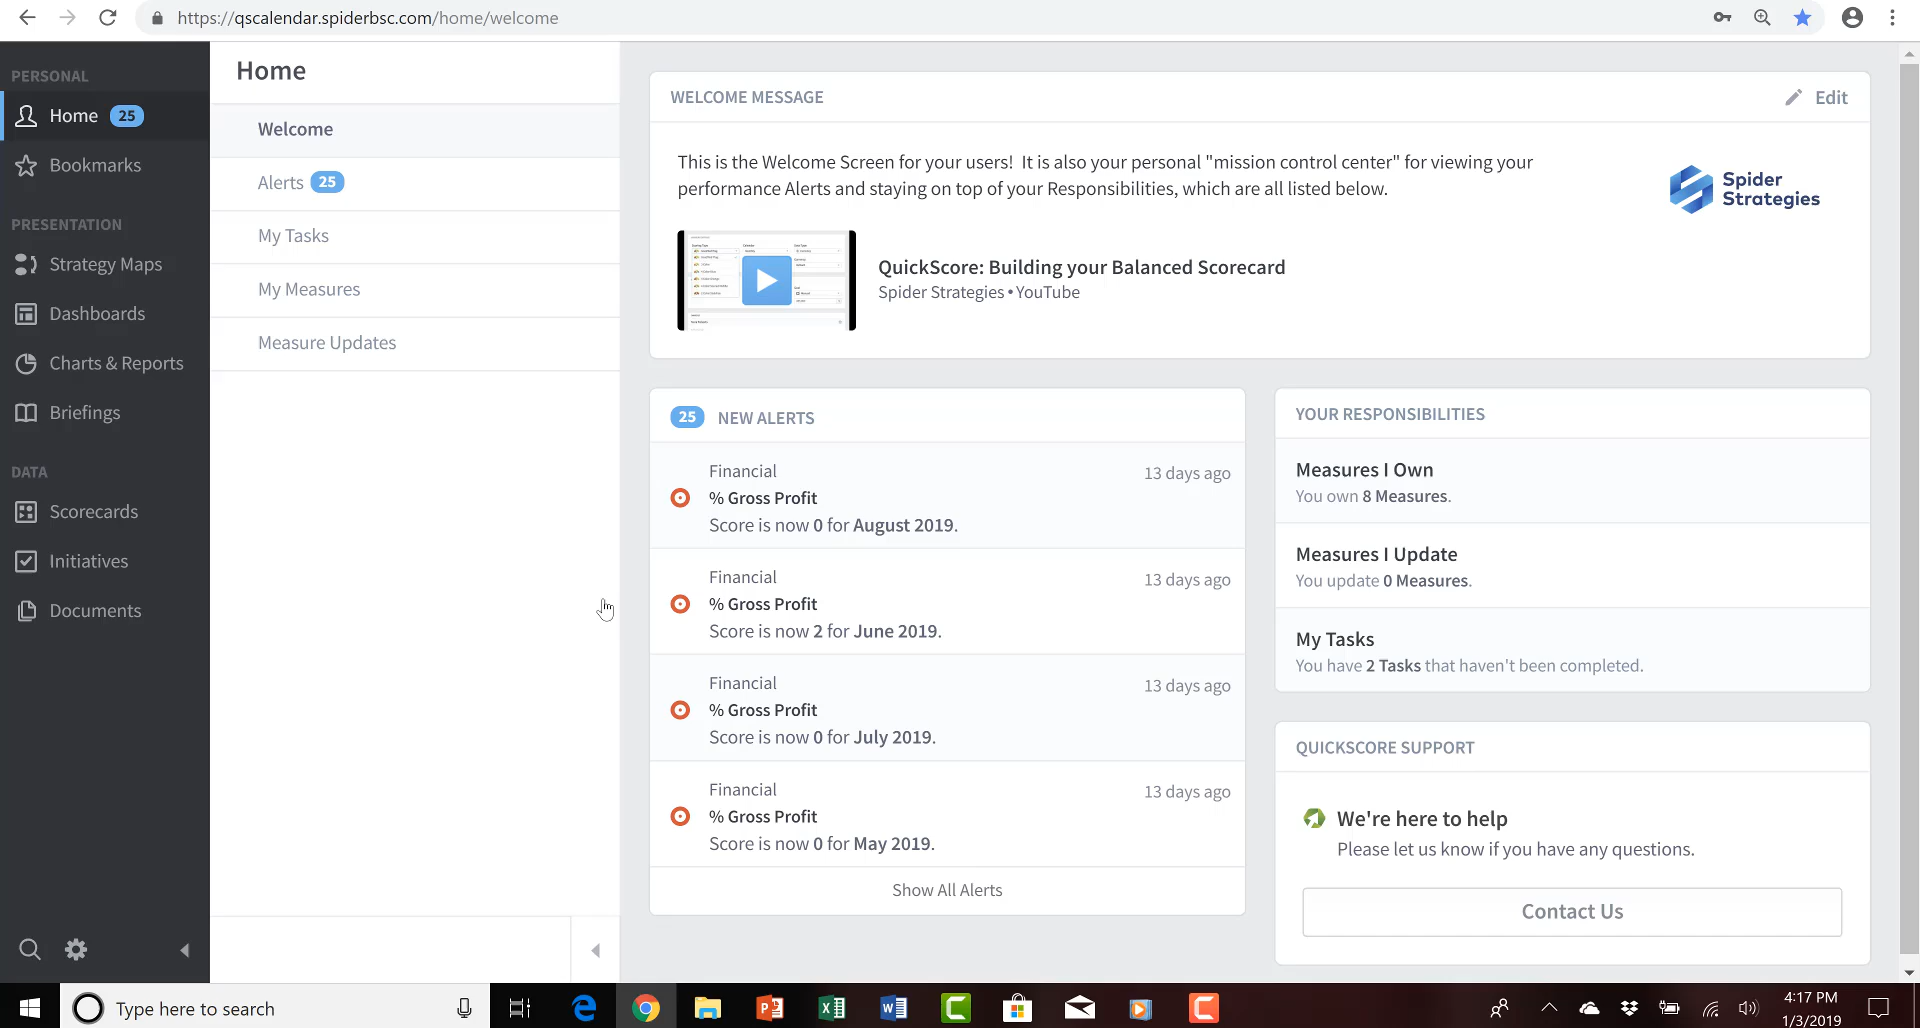 https://qscalendar.spiderbsc.com/home/welcome
PERSONAL
Home 25
Bookmarks
PRESENTATION
Strategy Maps
Dashboards
Charts & Reports
Briefings
DATA
Scorecards
Initiatives
Documents
Home
Welcome
Alerts 25
My Tasks
My Measures
Measure Updates
WELCOME MESSAGE
Edit
This is the Welcome Screen for your users! It is also your personal "mission control center" for viewing your
performance Alerts and staying on top of your Responsibilities, which are all listed below.
Spider
Strategies
QuickScore: Building your Balanced Scorecard
Spider Strategies • YouTube
25 NEW ALERTS
Financial
13 days ago
% Gross Profit
Score is now 0 for August 2019.
Financial
13 days ago
% Gross Profit
Score is now 2 for June 2019.
Financial
13 days ago
% Gross Profit
Score is now 0 for July 2019.
Financial
13 days ago
% Gross Profit
Score is now 0 for May 2019.
Show All Alerts
YOUR RESPONSIBILITIES
Measures I Own
You own 8 Measures.
Measures I Update
You update 0 Measures.
My Tasks
You have 2 Tasks that haven't been completed.
QUICKSCORE SUPPORT
We're here to help
Please let us know if you have any questions.
Contact Us
Type here to search
4:17 PM
1/3/2019